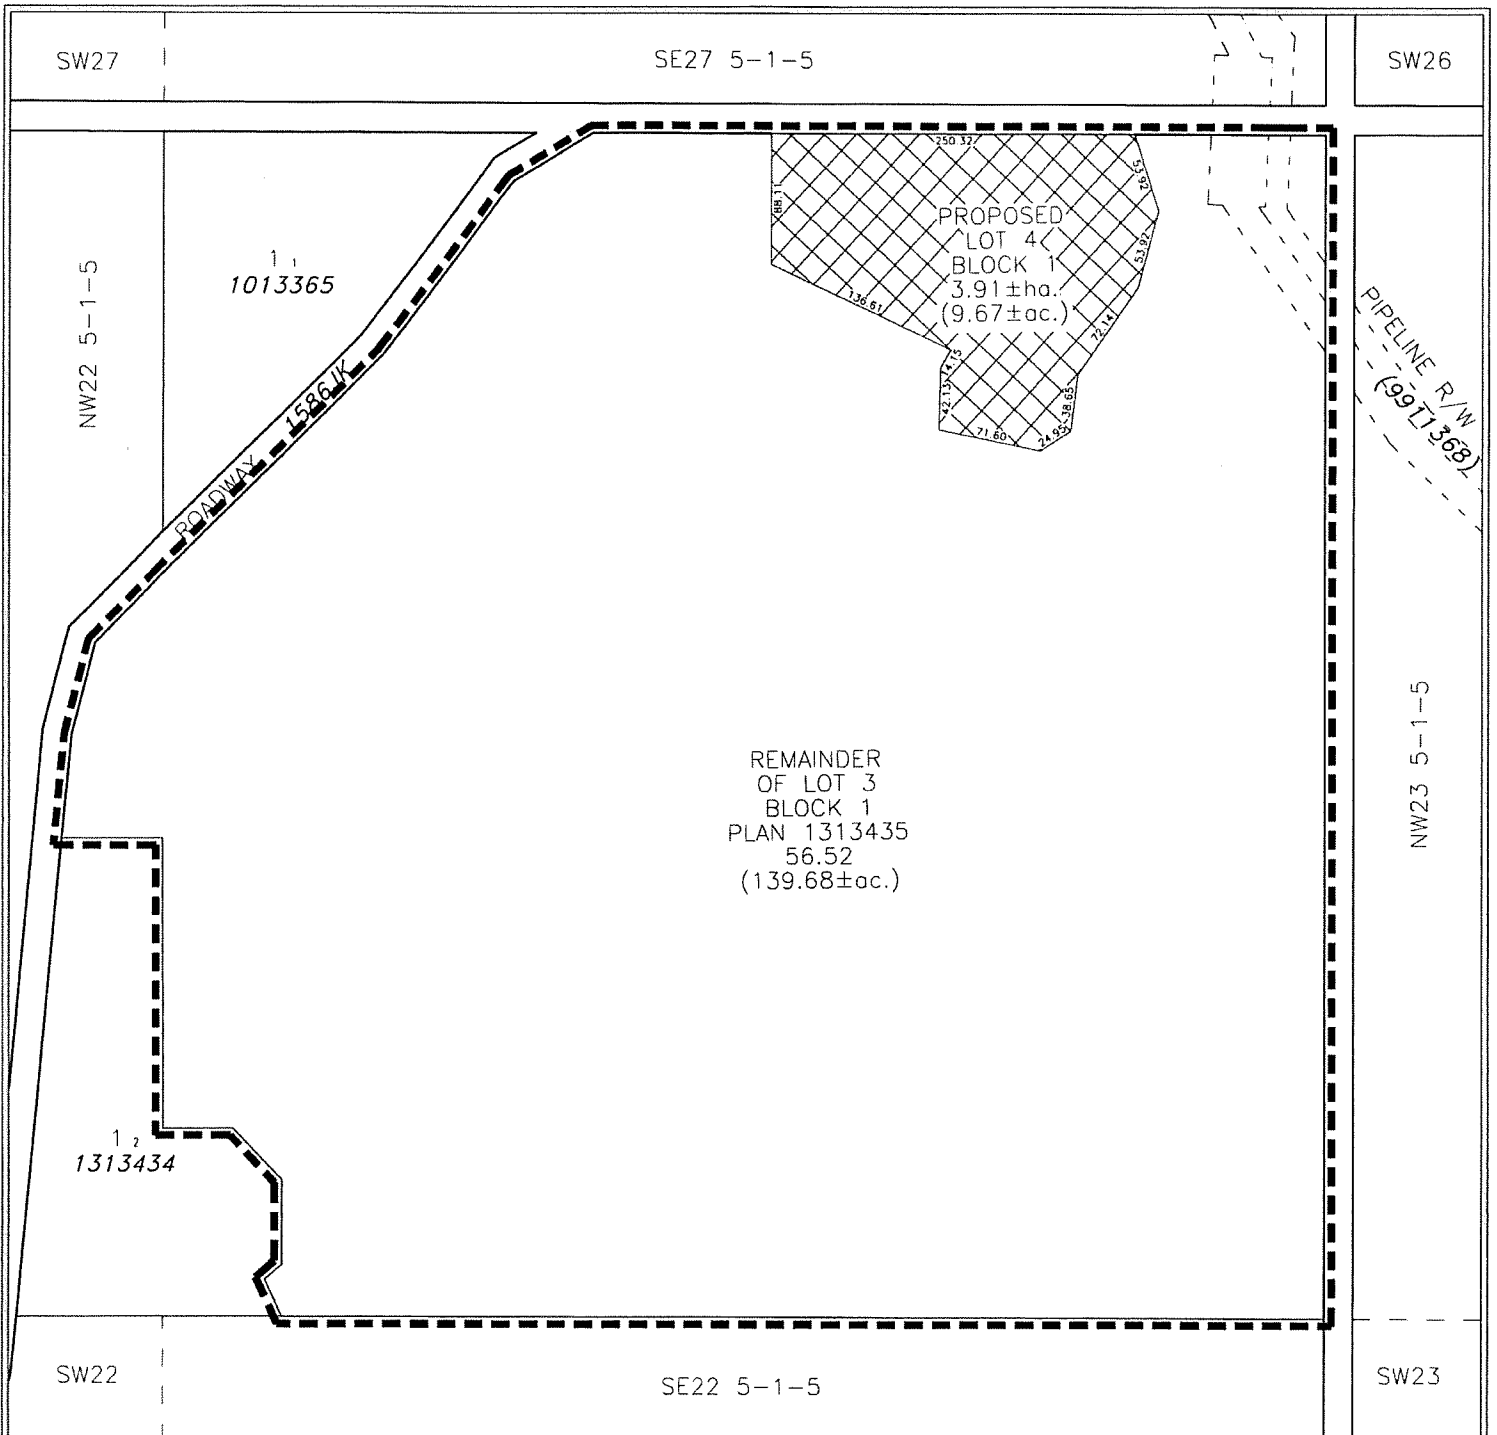 SW27
SE27 5-1-5
SW26
250.32
53.92
88.11
PROPOSED
LOT 4
BLOCK 1
3.91±ha.
(9.67±ac.)
53.92
136.61
72.14
14.15
42.13
38.65
71.60
24.95
1 1
1013365
NW22 5-1-5
ROADWAY 1586JK
PIPELINE R/W
(9911368)
REMAINDER
OF LOT 3
BLOCK 1
PLAN 1313435
56.52
(139.68±ac.)
NW23 5-1-5
1 2
1313434
SW22
SE22 5-1-5
SW23